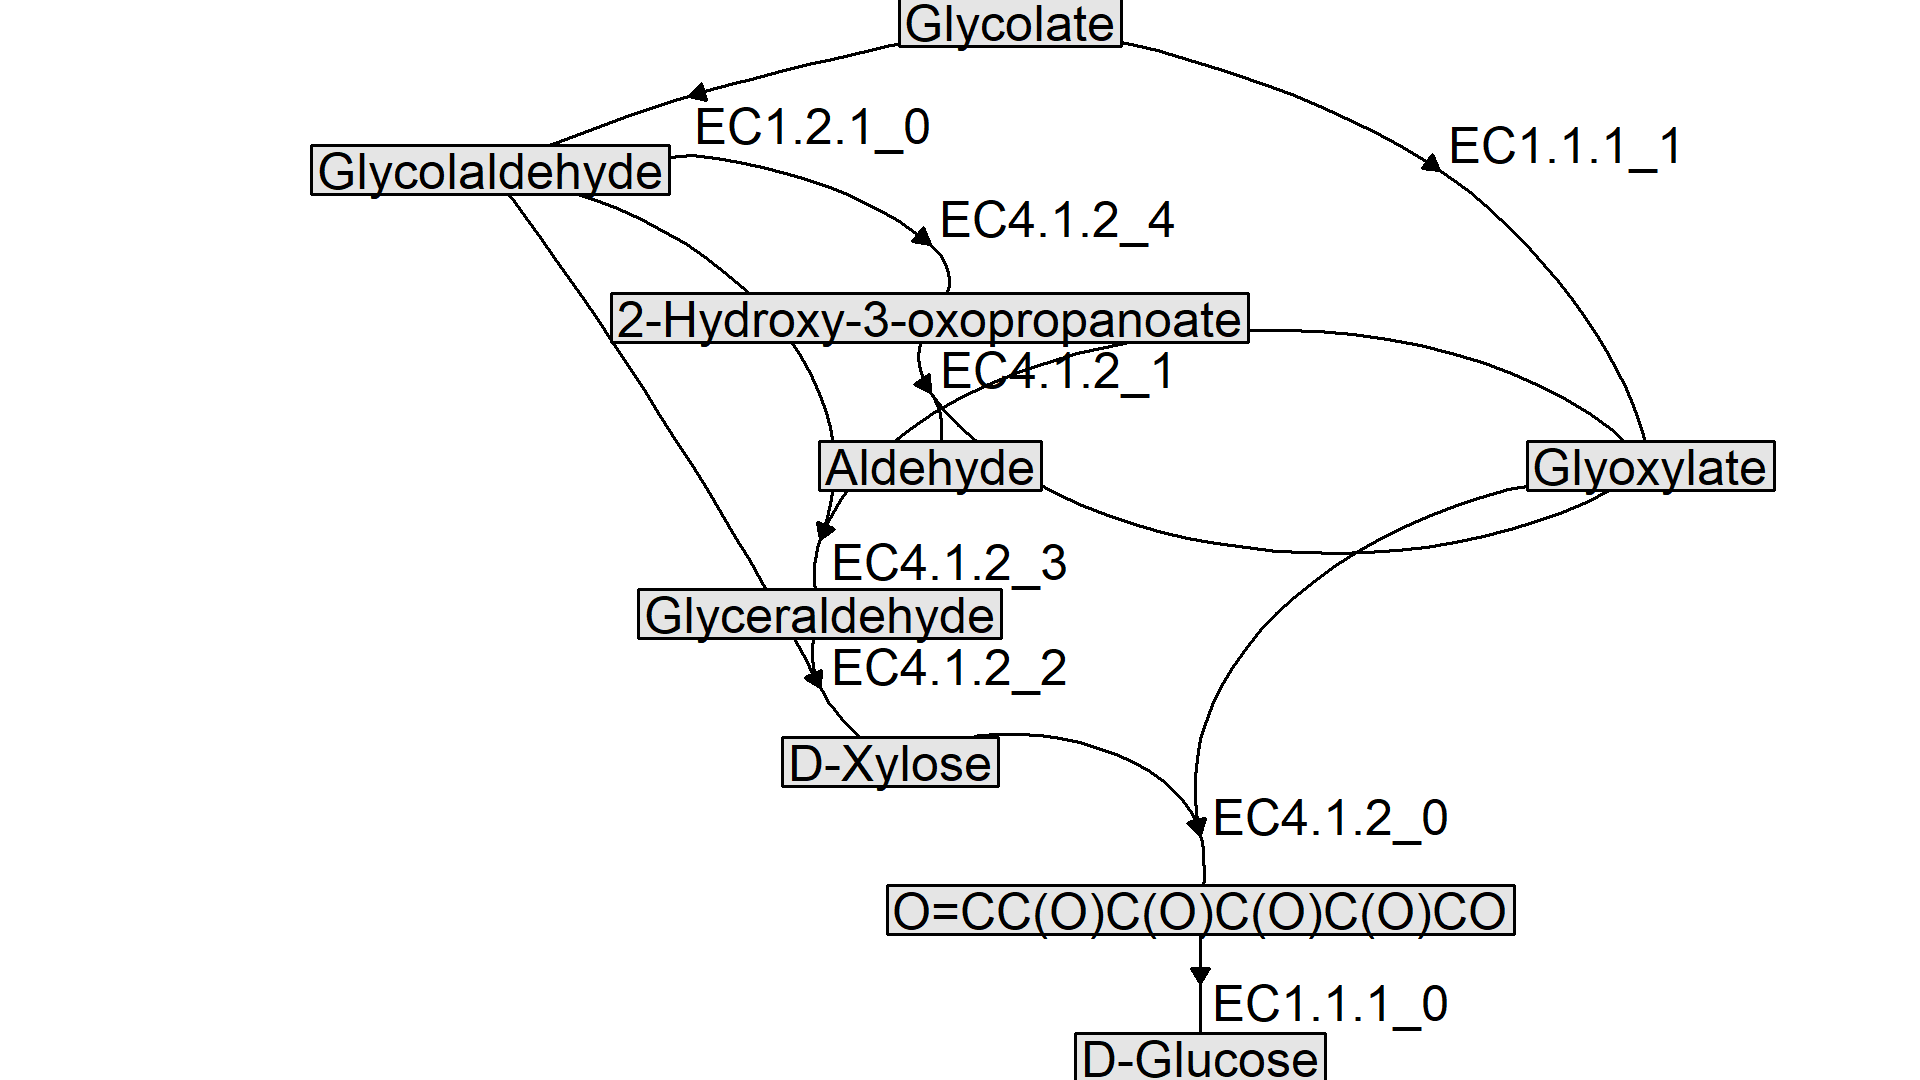 Glycolate
EC1.2.1_0
EC1.1.1_1
Glycolaldehyde
EC4.1.2_4
2-Hydroxy-3-oxopropanoate
EC4.1.2_1
Aldehyde
Glyoxylate
EC4.1.2_3
Glyceraldehyde
EC4.1.2_2
D-Xylose
EC4.1.2_0
O=CC(O)C(O)C(O)C(O)CO
EC1.1.1_0
D-Glucose